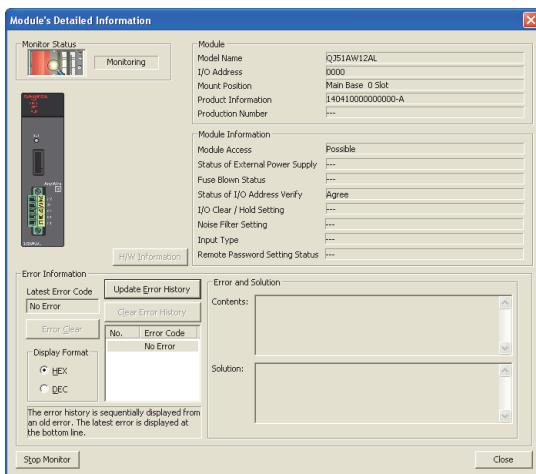 Module's Detailed Information
Monitor Status
Monitoring
H/W Information
Module
Model Name QJ51AW12AL
I/O Address 0000
Mount Position Main Base 0 Slot
Product Information 140410000000000-A
Production Number ---
Module Information
Module Access Possible
Status of External Power Supply ---
Fuse Blown Status ---
Status of I/O Address Verify Agree
I/O Clear / Hold Setting ---
Noise Filter Setting ---
Input Type ---
Remote Password Setting Status ---
Error Information
Latest Error Code
No Error
Error Clear
Display Format
HEX
DEC
Update Error History
Clear Error History
No. Error Code
No Error
The error history is sequentially displayed from
an old error. The latest error is displayed at
the bottom line.
Error and Solution
Contents:
Solution:
Stop Monitor
Close